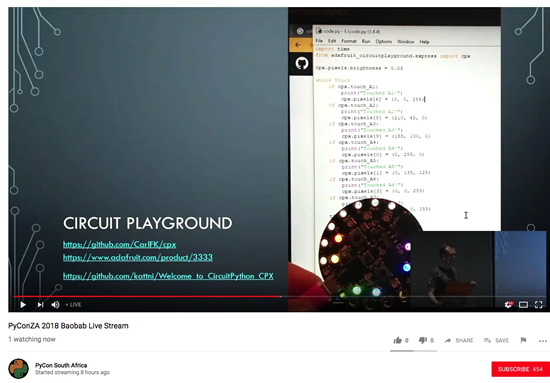 code.py - E:\code.py (3.4.4)
File Edit Format Run Options Window Help
import time
from adafruit_circuitplayground.express import cpx
cpx.pixels.brightness = 0.03
while True:
if cpx.touch_A1:
print("Touched A1!")
cpx.pixels[6] = (0, 0, 255)
if cpx.touch_A2:
print("Touched A2!")
cpx.pixels[8] = (210, 45, 0)
if cpx.touch_A3:
print("Touched A3!")
cpx.pixels[9] = (155, 100, 0)
if cpx.touch_A4:
print("Touched A4!")
cpx.pixels[0] = (0, 255, 0)
if cpx.touch_A5:
print("Touched A5!")
cpx.pixels[1] = (0, 135, 125)
if cpx.touch_A6:
print("Touched A6!")
cpx.pixels[3] = (0, 0, 255)
if cpx.touch_A7:
0, 155)
CIRCUIT PLAYGROUND
https://github.com/CarlFK/cpx
https://www.adafruit.com/product/3333
https://github.com/kattni/Welcome_to_CircuitPython_CPX
• LIVE
PyConZA 2018 Baobab Live Stream
1 watching now
0
0
SHARE
SAVE
PyCon South Africa
Started streaming 8 hours ago
SUBSCRIBE 454